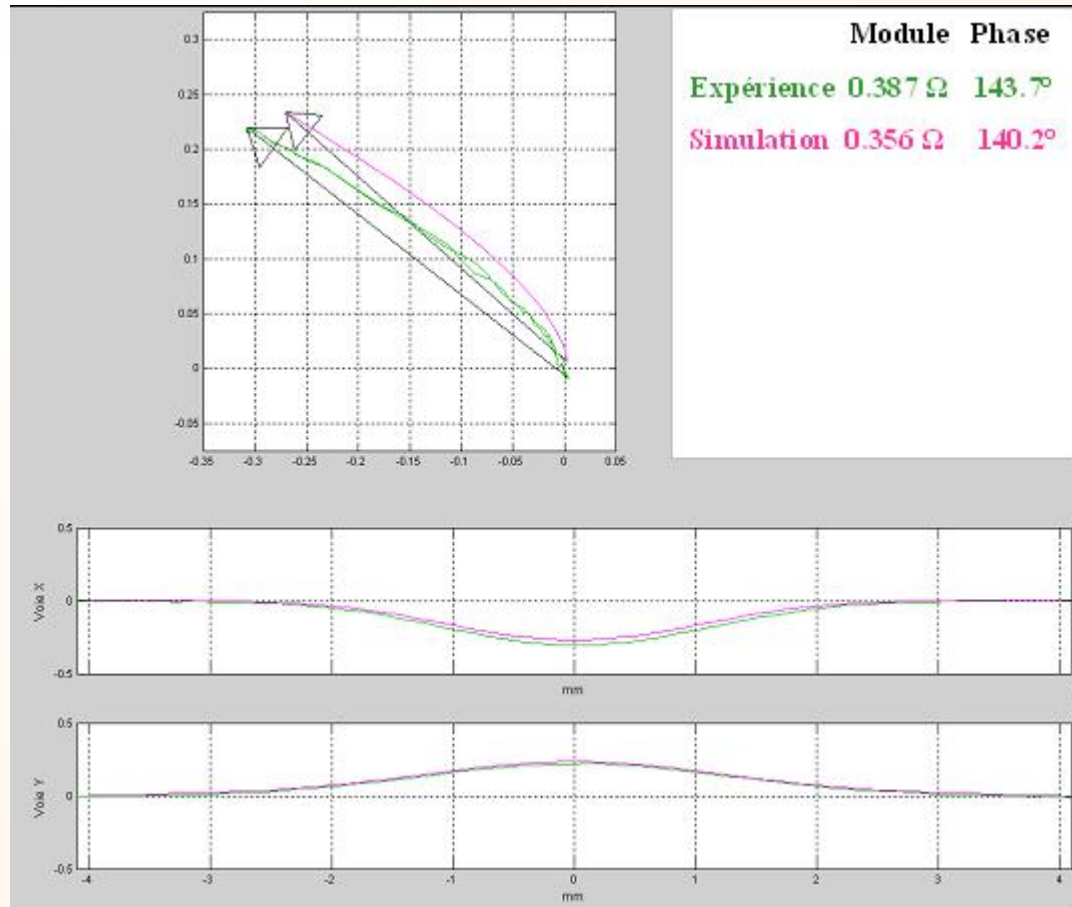 Module Phase
Expérience 0.387 Ω 143.7°
Simulation 0.356 Ω 140.2°
0.3
0.25
0.2
0.15
0.1
0.05
0
-0.05
-0.35 -0.3 -0.25 -0.2 -0.15 -0.1 -0.05 0 0.05
0.5
0
-0.5
Voie X
mm
0.5
0
-0.5
Voie Y
-4 -3 -2 -1 0 1 2 3 4
mm